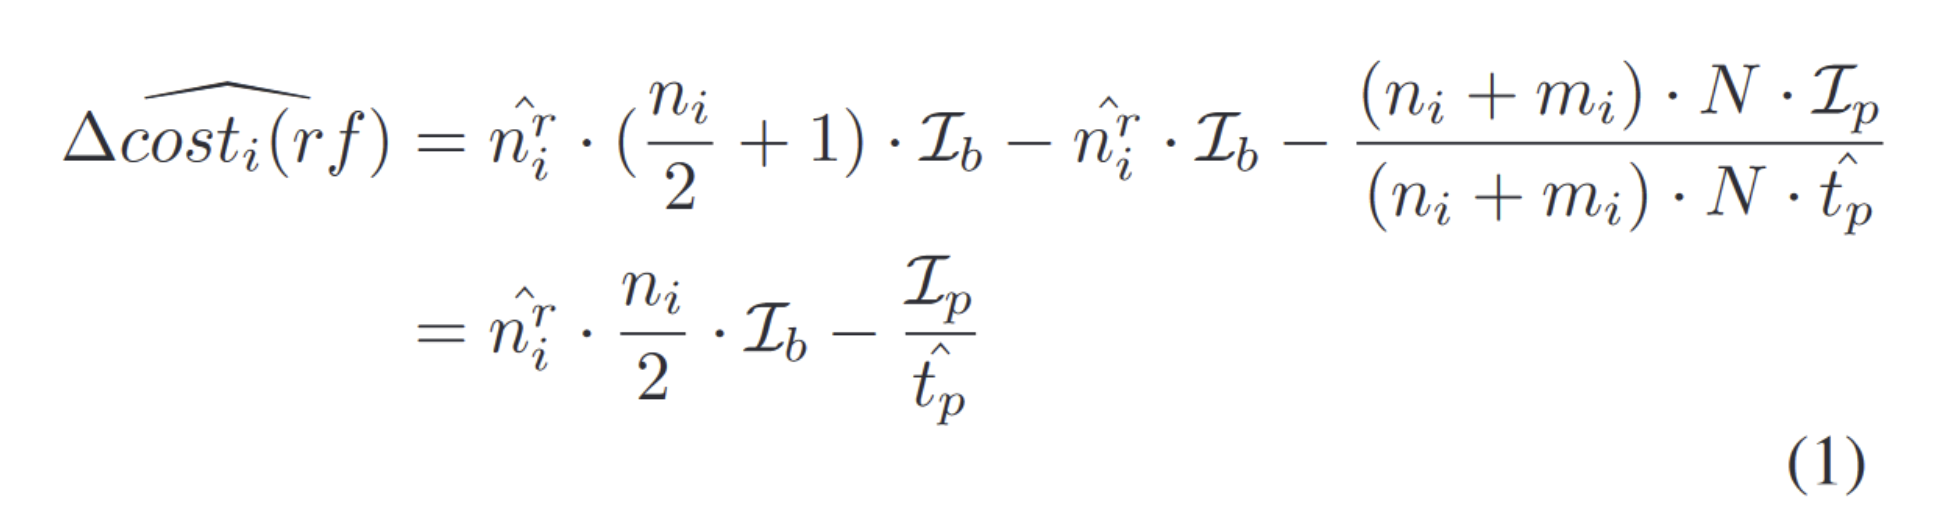 $\widehat{\Delta cost_i(rf)} = \hat{n_i^r} \cdot (\frac{n_i}{2} + 1) \cdot \mathcal{I}_b - \hat{n_i^r} \cdot \mathcal{I}_b - \frac{(n_i + m_i) \cdot N \cdot \mathcal{I}_p}{(n_i + m_i) \cdot N \cdot \hat{t_p}}$
$= \hat{n_i^r} \cdot \frac{n_i}{2} \cdot \mathcal{I}_b - \frac{\mathcal{I}_p}{\hat{t_p}}$
(1)